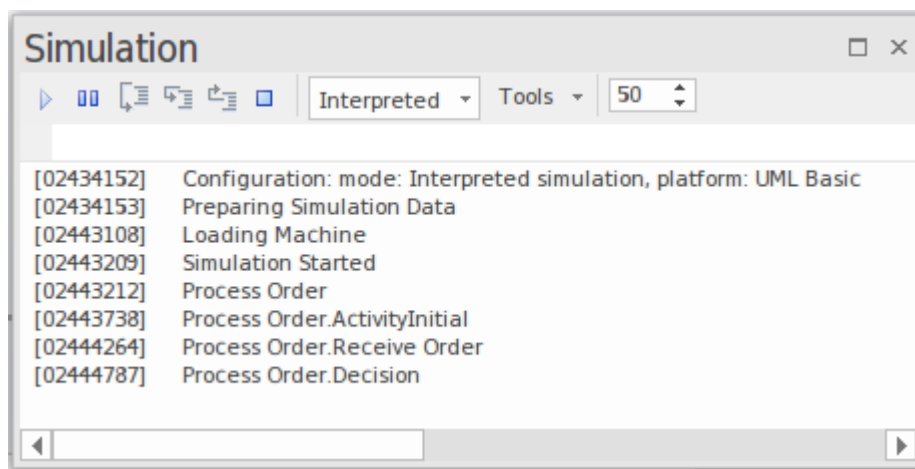 Simulation
Interpreted Tools 50
[02434152] Configuration: mode: Interpreted simulation, platform: UML Basic
[02434153] Preparing Simulation Data
[02443108] Loading Machine
[02443209] Simulation Started
[02443212] Process Order
[02443738] Process Order.ActivityInitial
[02444264] Process Order.Receive Order
[02444787] Process Order.Decision